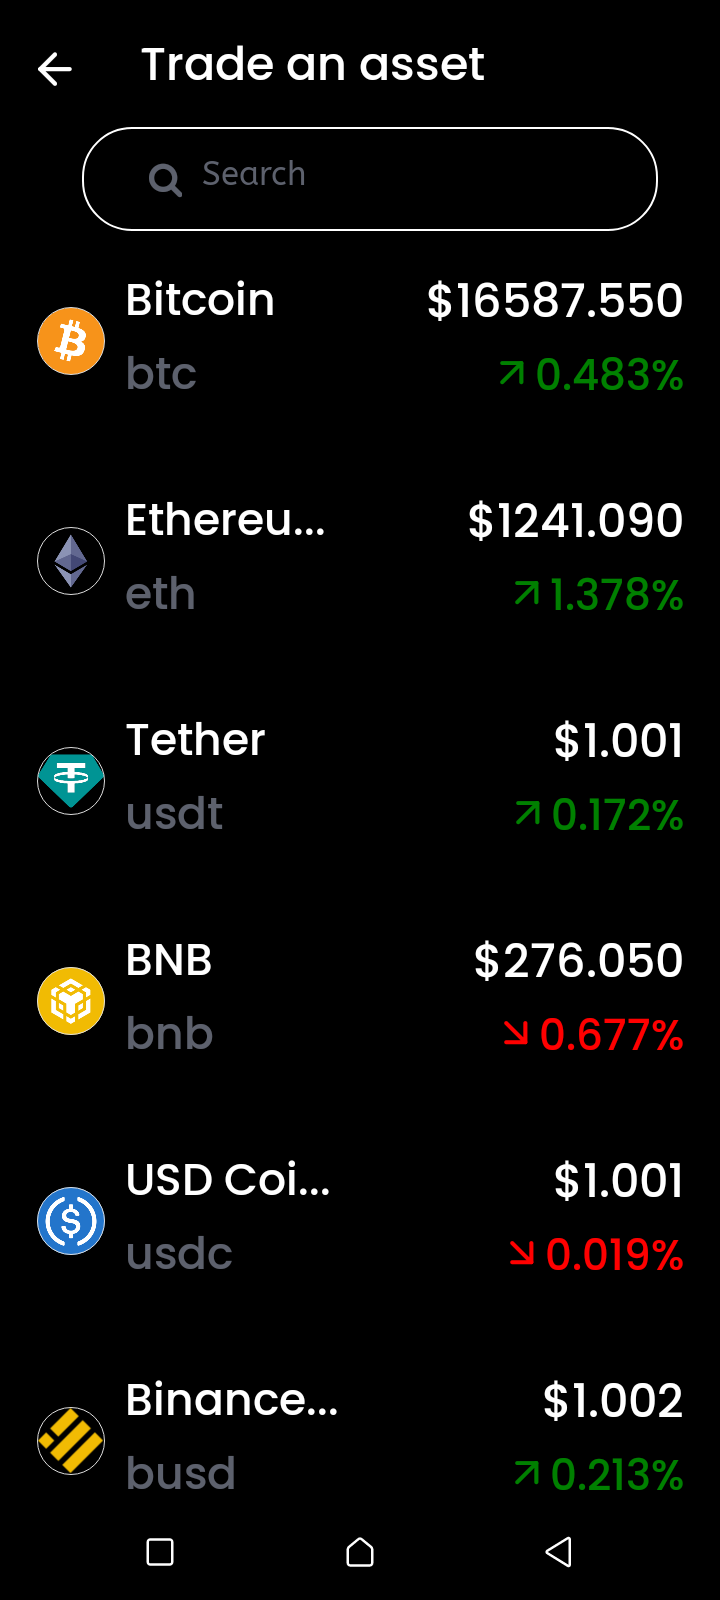 Trade an asset
Search
Bitcoin $16587.550
btc 0.483%
Ethereu... $1241.090
eth 1.378%
Tether $1.001
usdt 0.172%
BNB $276.050
bnb 0.677%
USD Coi... $1.001
usdc 0.019%
Binance... $1.002
busd 0.213%